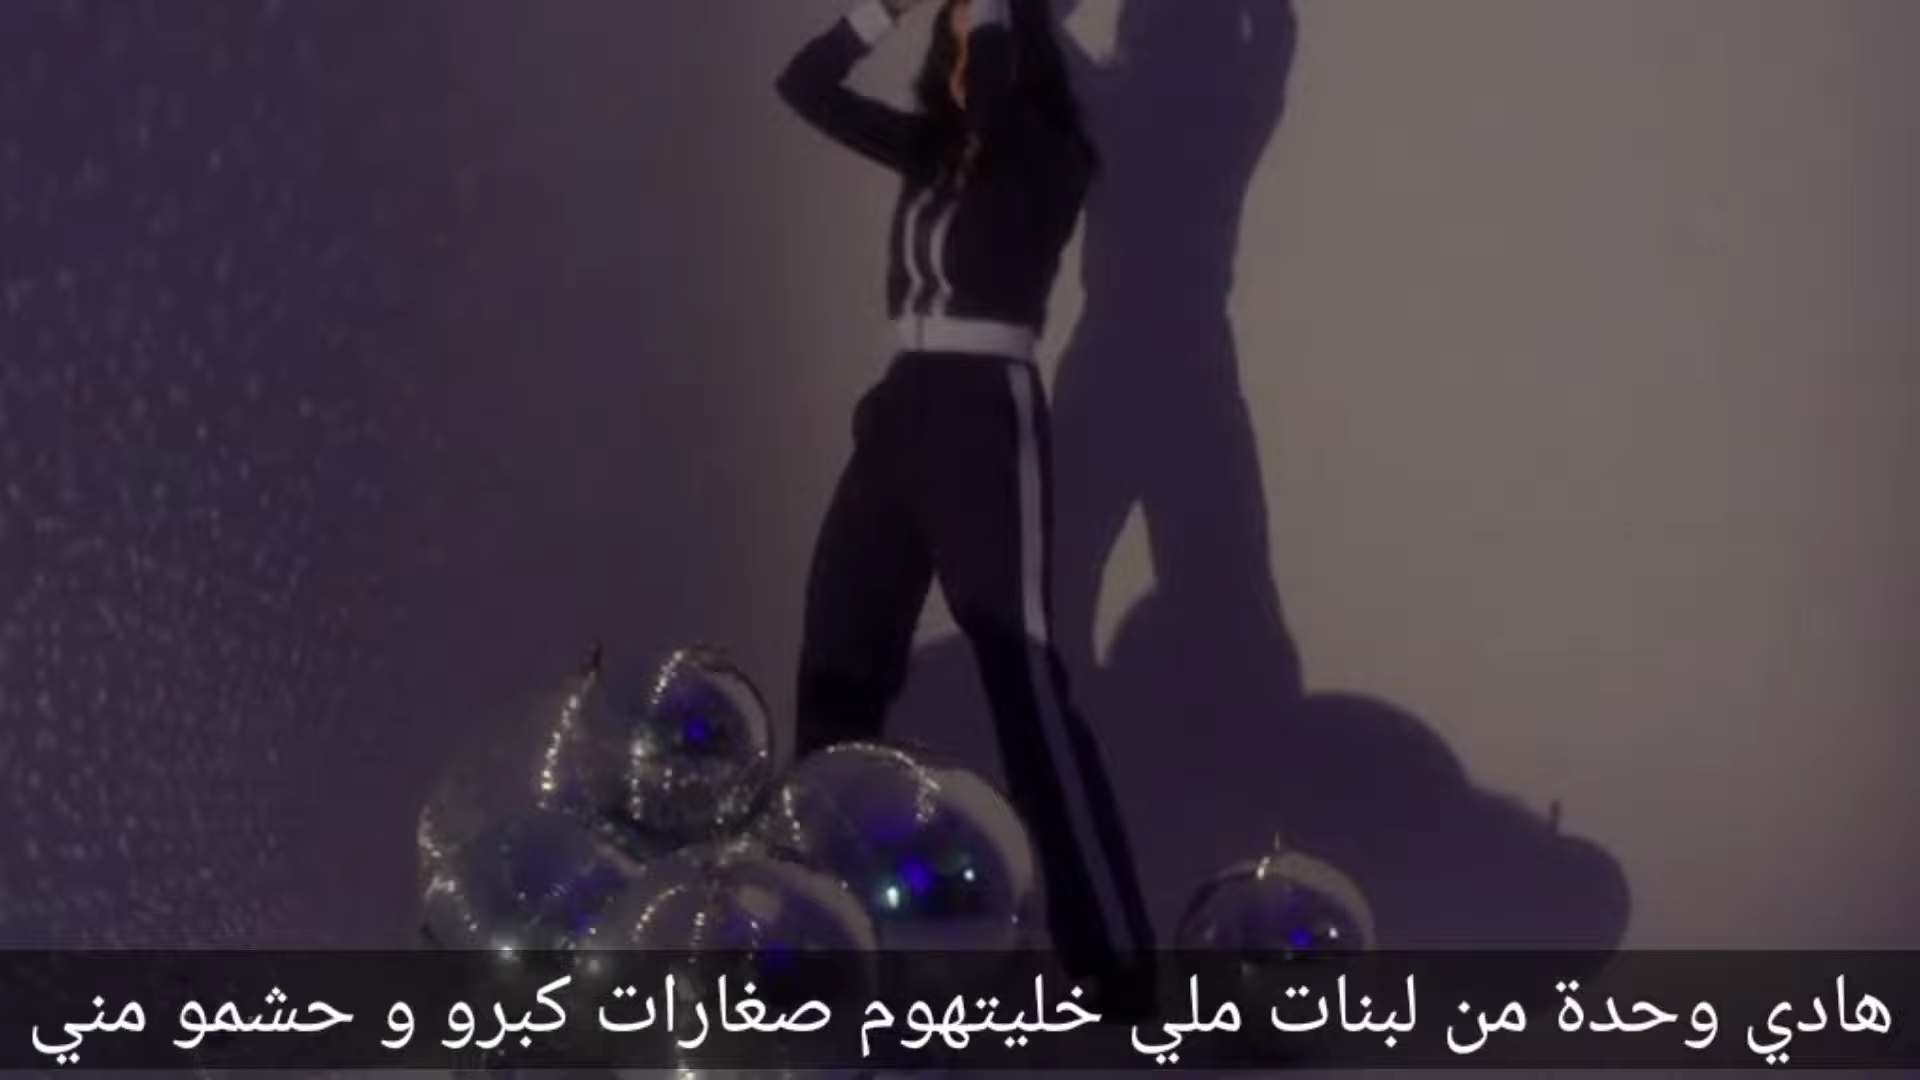 هادي وحدة من لبنات ملي خليتهوم صغارات كبرو و حشمو مني